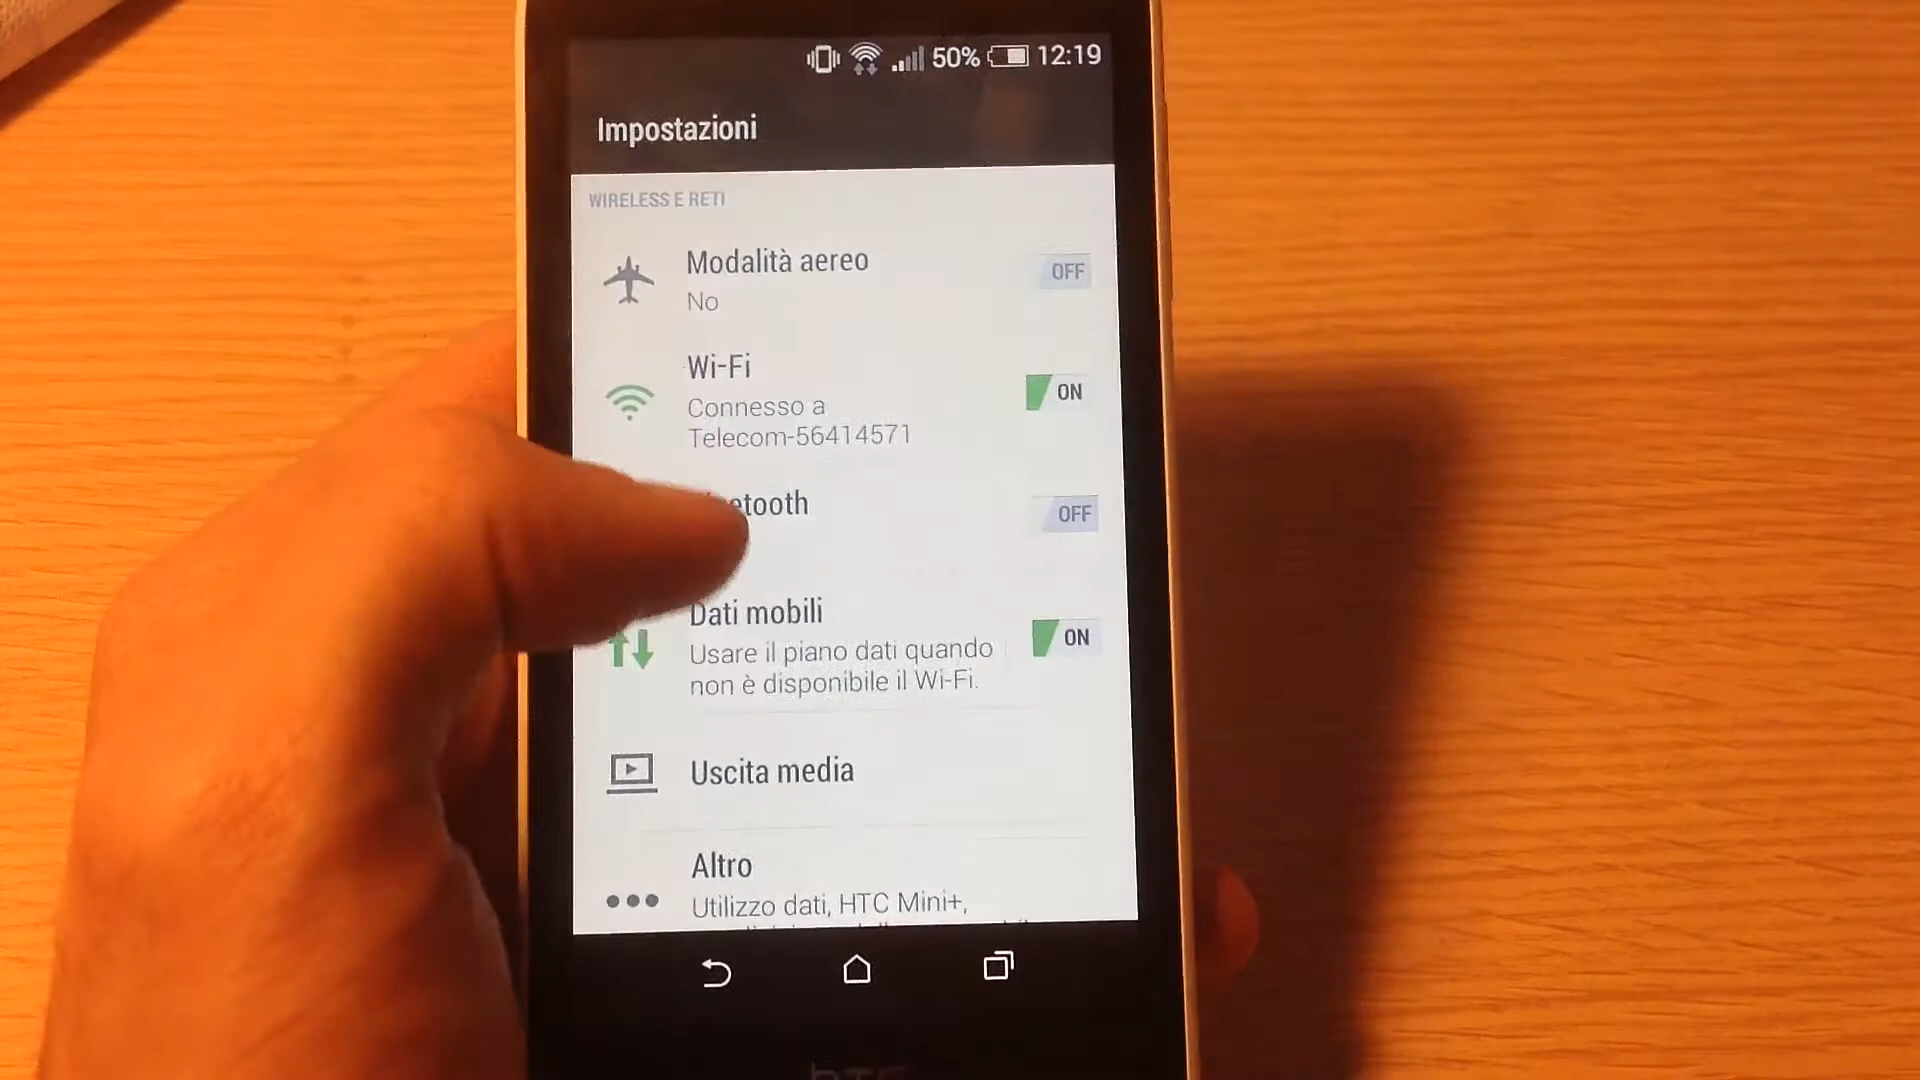 50% 12:19
Impostazioni
WIRELESS E RETI
Modalità aereo
OFF
No
Wi-Fi
ON
Connesso a
Telecom-56414571
etooth
OFF
Dati mobili
ON
Usare il piano dati quando
non è disponibile il Wi-Fi.
Uscita media
Altro
Utilizzo dati, HTC Mini+,
hTC